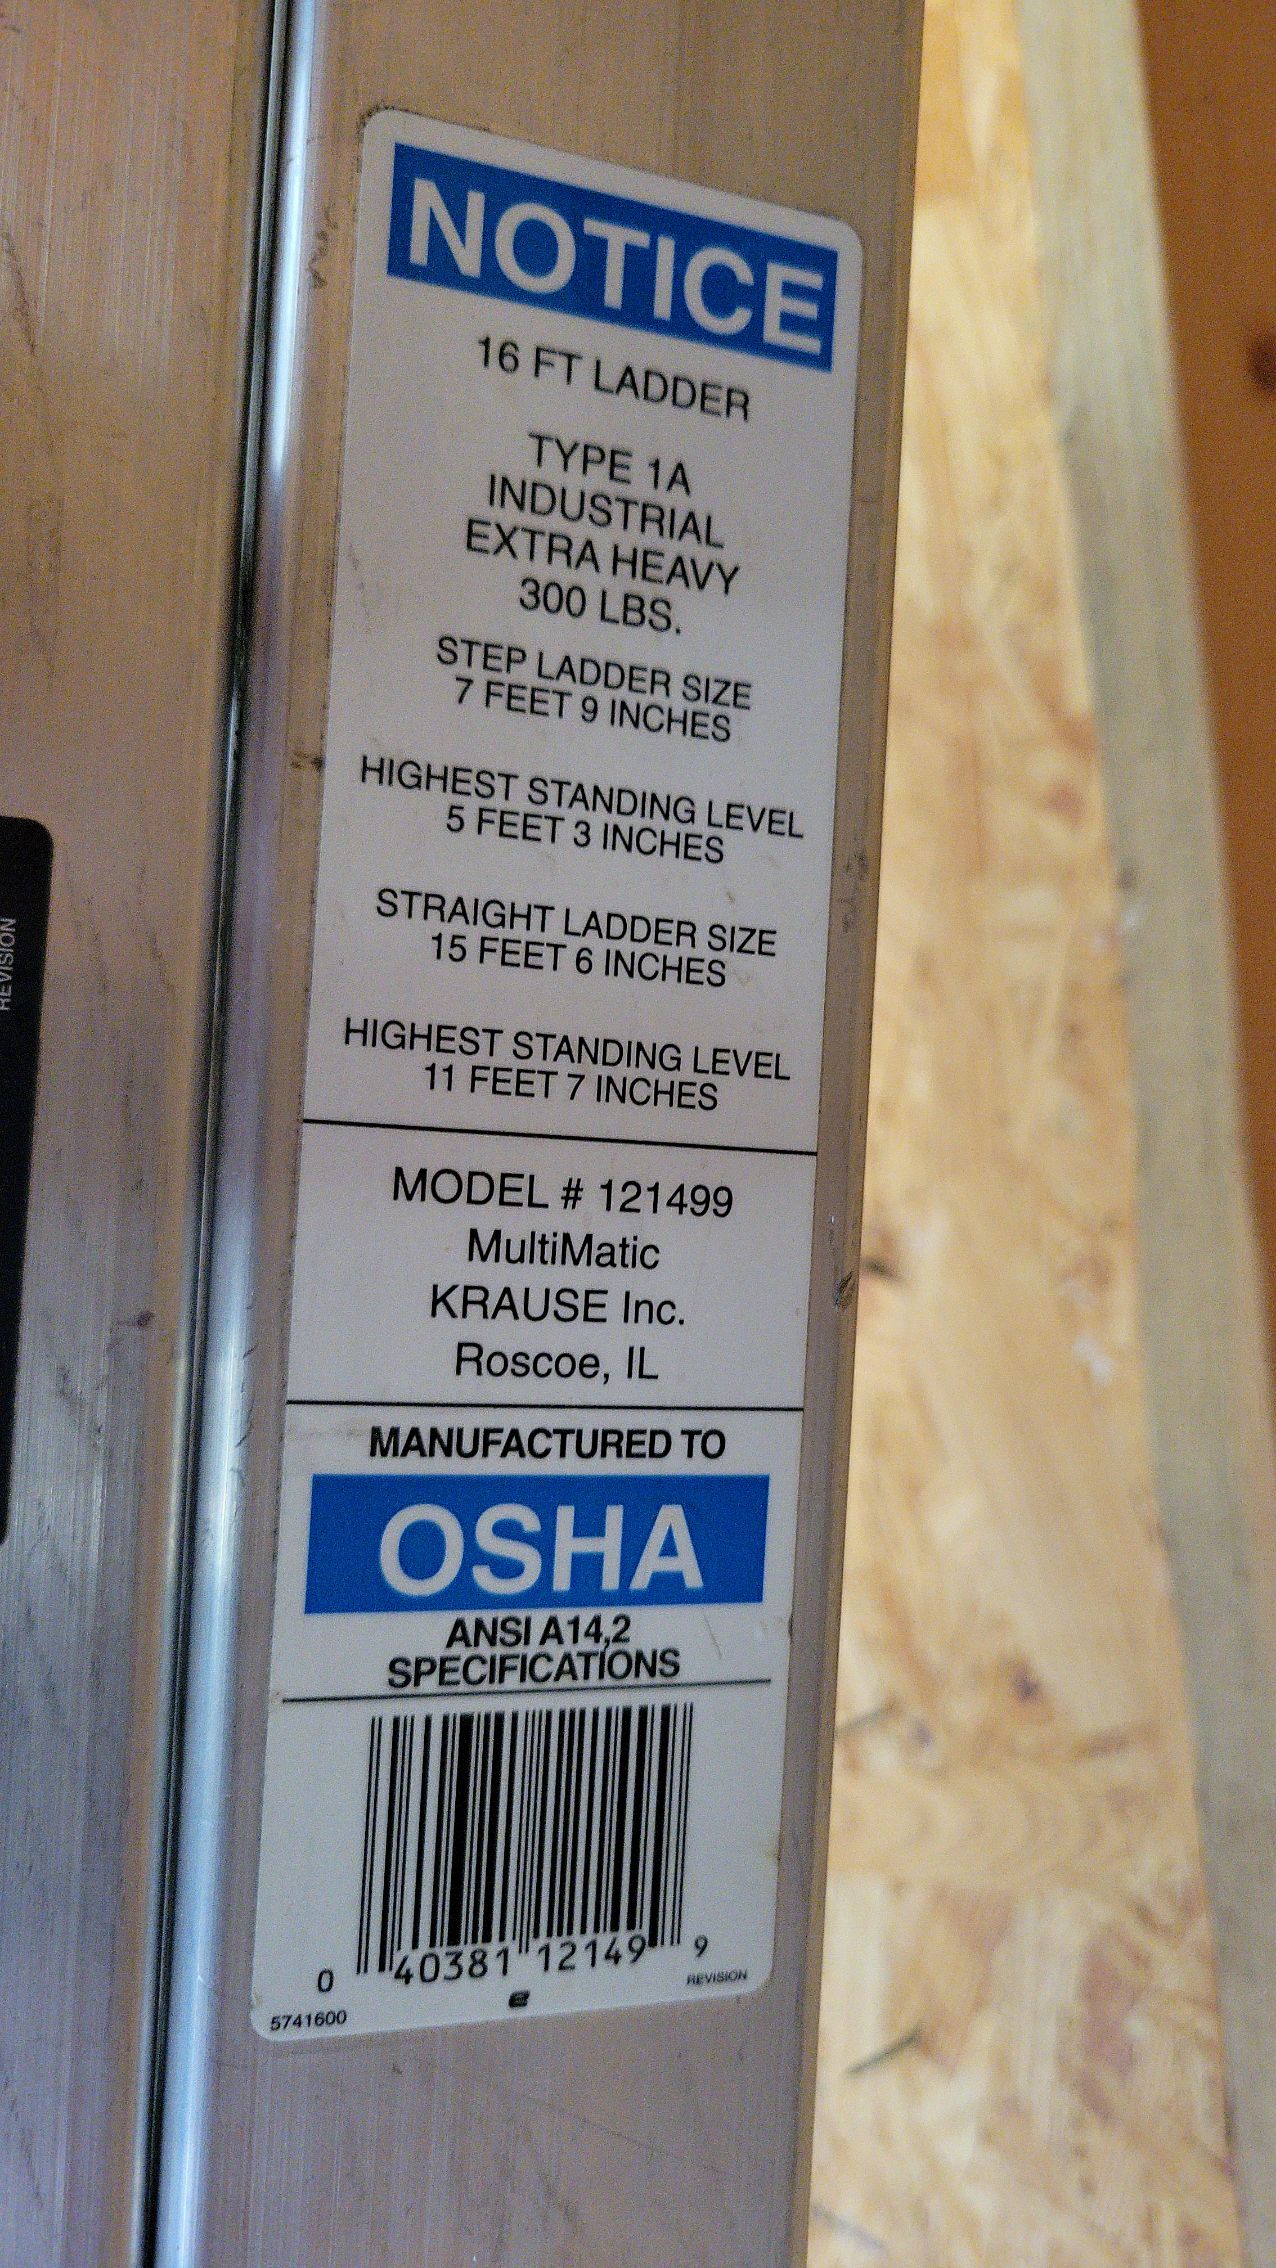 NOTICE
16 FT LADDER
TYPE 1A
INDUSTRIAL
EXTRA HEAVY
300 LBS.
STEP LADDER SIZE
7 FEET 9 INCHES
HIGHEST STANDING LEVEL
5 FEET 3 INCHES
STRAIGHT LADDER SIZE
15 FEET 6 INCHES
HIGHEST STANDING LEVEL
11 FEET 7 INCHES
MODEL # 121499
MultiMatic
KRAUSE Inc.
Roscoe, IL
MANUFACTURED TO
OSHA
ANSI A14,2
SPECIFICATIONS
0 40381 12149 9
5741600
REVISION
REVISION